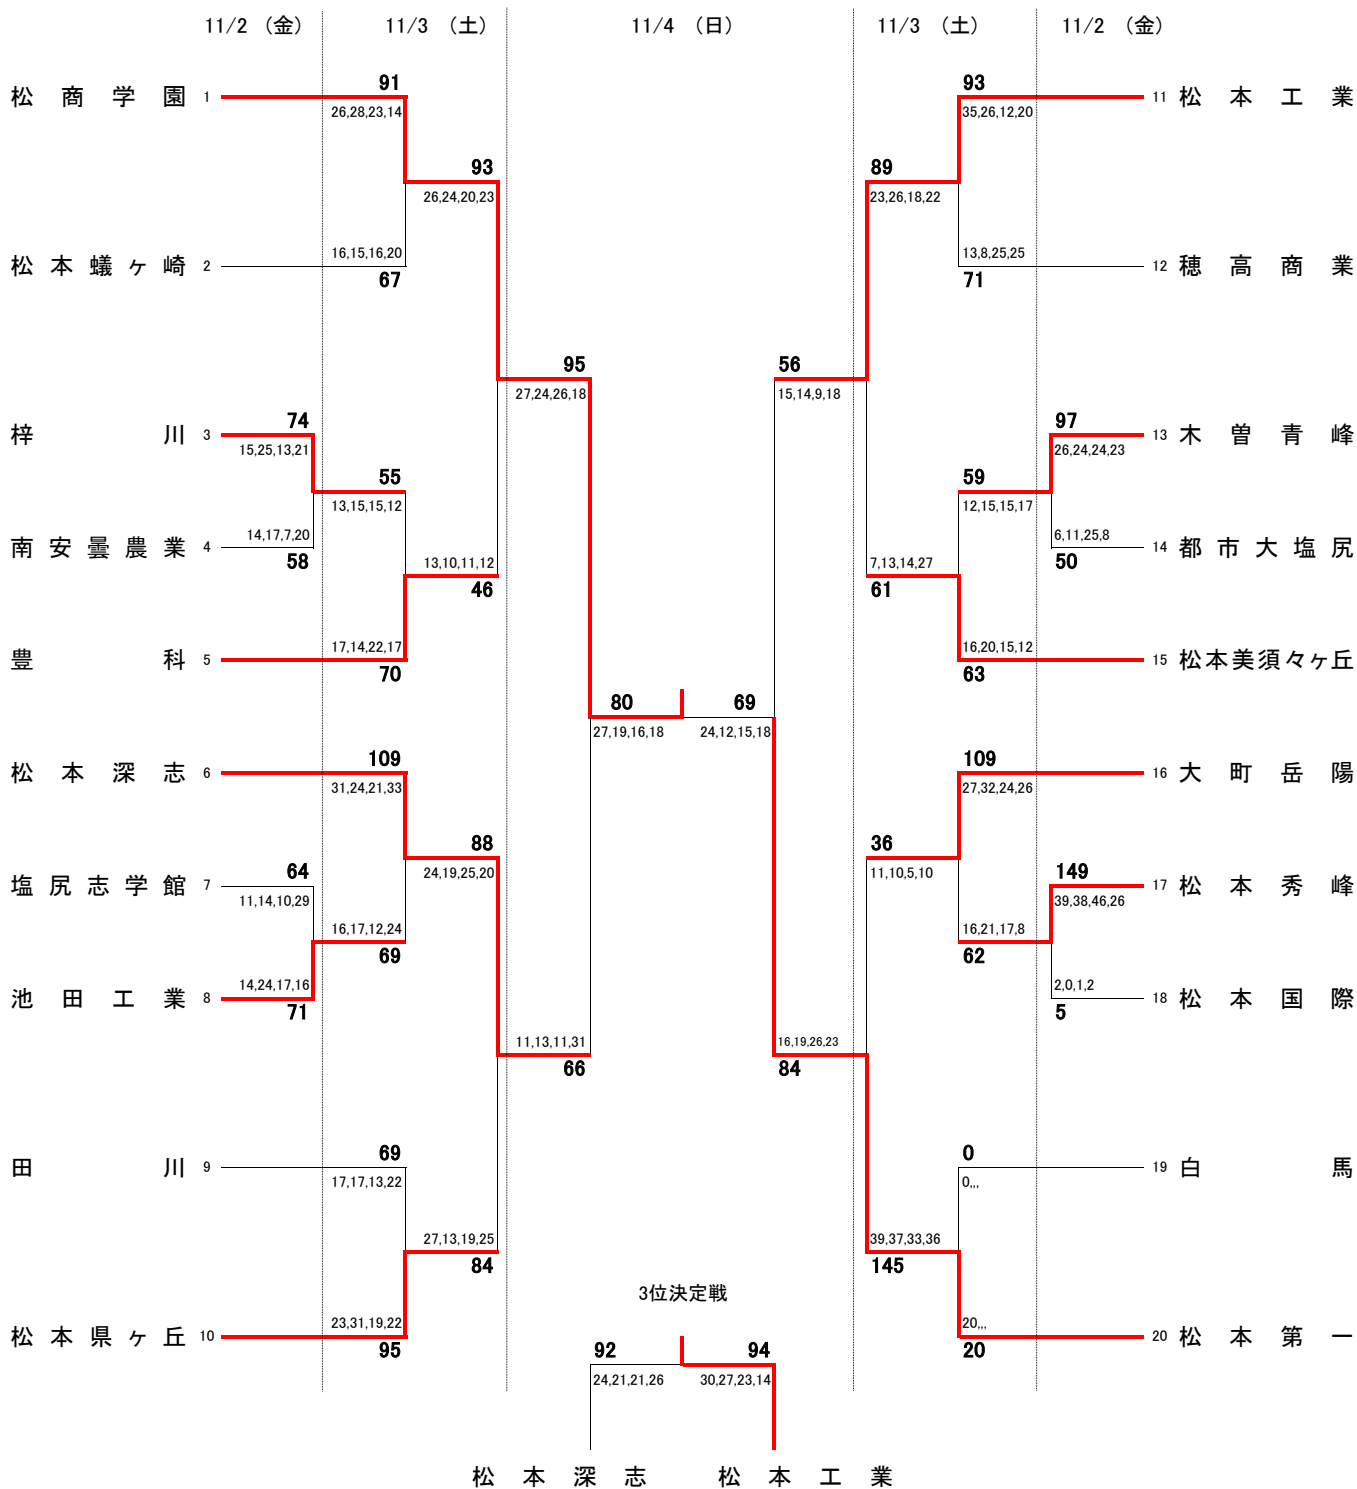 11/2 （金） 11/3 （土） 11/4 （日） 11/3 （土） 11/2 （金）
91 93
松商学園 1 11 松本工業
26,28,23,14 35,26,12,20
93 89
26,24,20,23 23,26,18,22
16,15,16,20 13,8,25,25
松本蟻ヶ崎 2 12 穂高商業
67 71
95 56
27,24,26,18 15,14,9,18
74 97
梓川 3 13 木曽青峰
15,25,13,21 26,24,24,23
55 59
13,15,15,12 12,15,15,17
14,17,7,20 6,11,25,8
南安曇農業 4 14 都市大塩尻
58 50
13,10,11,12 7,13,14,27
46 61
17,14,22,17 16,20,15,12
豊科 5 15 松本美須々ヶ丘
70 63
80 69
27,19,16,18 24,12,15,18
109 109
松本深志 6 16 大町岳陽
31,24,21,33 27,32,24,26
88 36
24,19,25,20 11,10,5,10
64 149
塩尻志学館 7 17 松本秀峰
11,14,10,29 39,38,46,26
16,17,12,24 16,21,17,8
69 62
14,24,17,16 2,0,1,2
池田工業 8 18 松本国際
71 5
11,13,11,31 16,19,26,23
66 84
69 0
田川 9 19 白馬
17,17,13,22 0,,,
27,13,19,25 39,37,33,36
84 145
3位決定戦
23,31,19,22 20,,,
松本県ヶ丘 10 20 松本第一
95 92 94 20
24,21,21,26 30,27,23,14
松本深志 松本工業